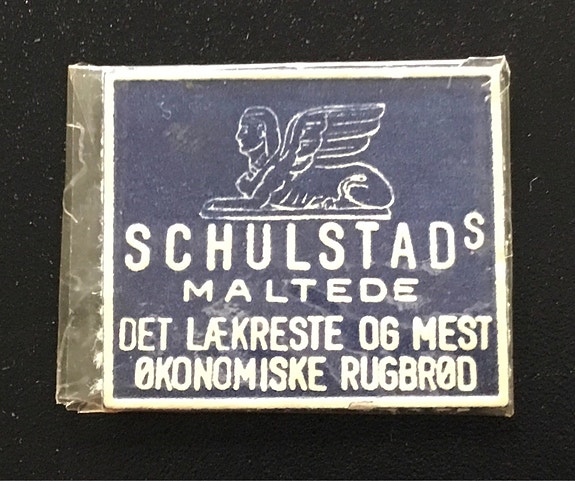 SCHULSTADS
MALTEDE
DET LÆKRESTE OG MEST
ØKONOMISKE RUGBRØD